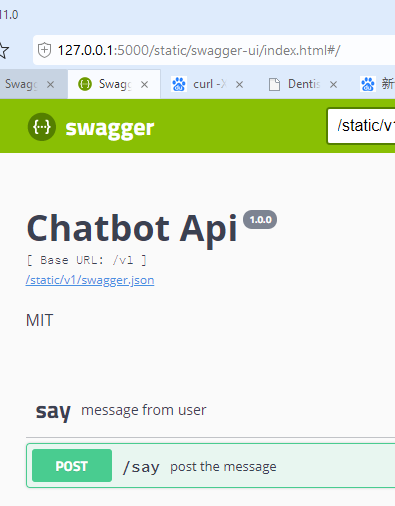 11.0
127.0.0.1:5000/static/swagger-ui/index.html#/
Swagg
Swagg
curl -X
Dentis
新
{··} swagger
/static/v1
Chatbot Api 1.0.0
[ Base URL: /v1 ]
/static/v1/swagger.json
MIT
say message from user
POST /say post the message